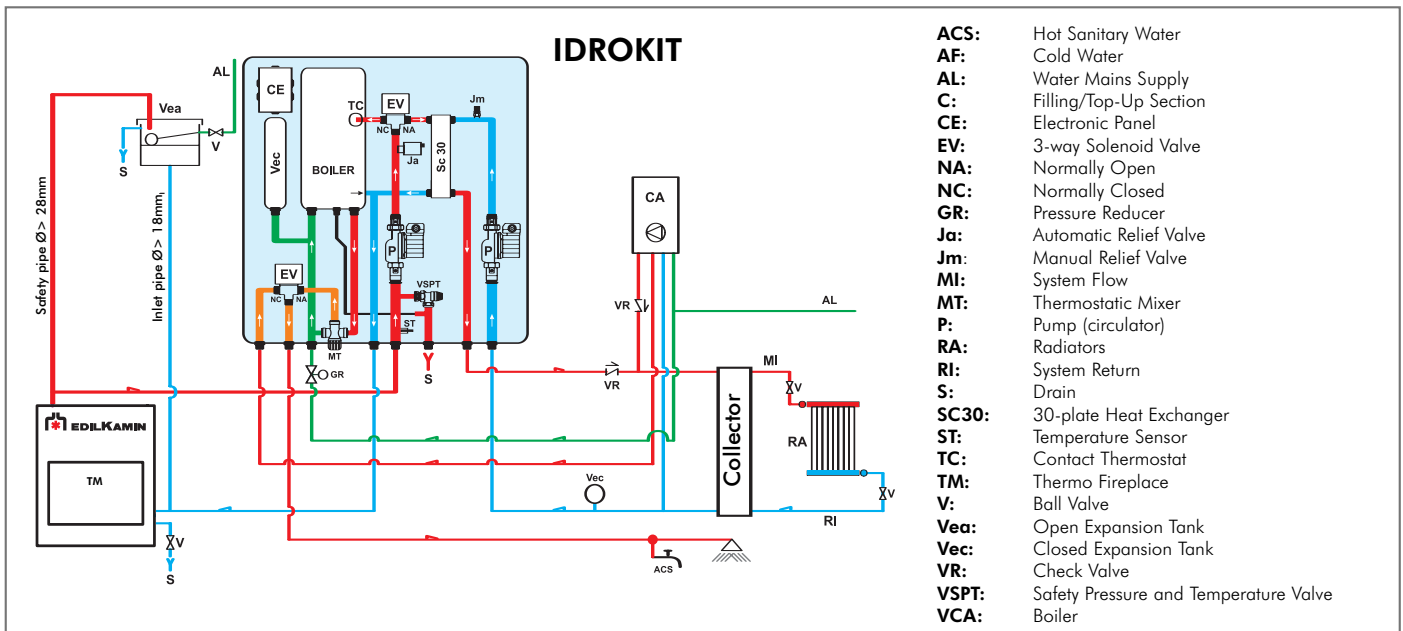 IDROKIT
AL
Vea
V
S
Safety pipe Ø> 28mm
Inlet pipe Ø> 18mm
CE
Vec
BOILER
TC
EV
NC
NA
Ja
Sc 30
Jm
P
P
EV
NC
NA
MT
GR
VSPT
ST
S
CA
VR
VR
AL
MI
V
RA
V
RI
Collector
Vec
EDILKAMIN
TM
V
S
ACS
ACS: Hot Sanitary Water
AF: Cold Water
AL: Water Mains Supply
C: Filling/Top-Up Section
CE: Electronic Panel
EV: 3-way Solenoid Valve
NA: Normally Open
NC: Normally Closed
GR: Pressure Reducer
Ja: Automatic Relief Valve
Jm: Manual Relief Valve
MI: System Flow
MT: Thermostatic Mixer
P: Pump (circulator)
RA: Radiators
RI: System Return
S: Drain
SC30: 30-plate Heat Exchanger
ST: Temperature Sensor
TC: Contact Thermostat
TM: Thermo Fireplace
V: Ball Valve
Vea: Open Expansion Tank
Vec: Closed Expansion Tank
VR: Check Valve
VSPT: Safety Pressure and Temperature Valve
VCA: Boiler